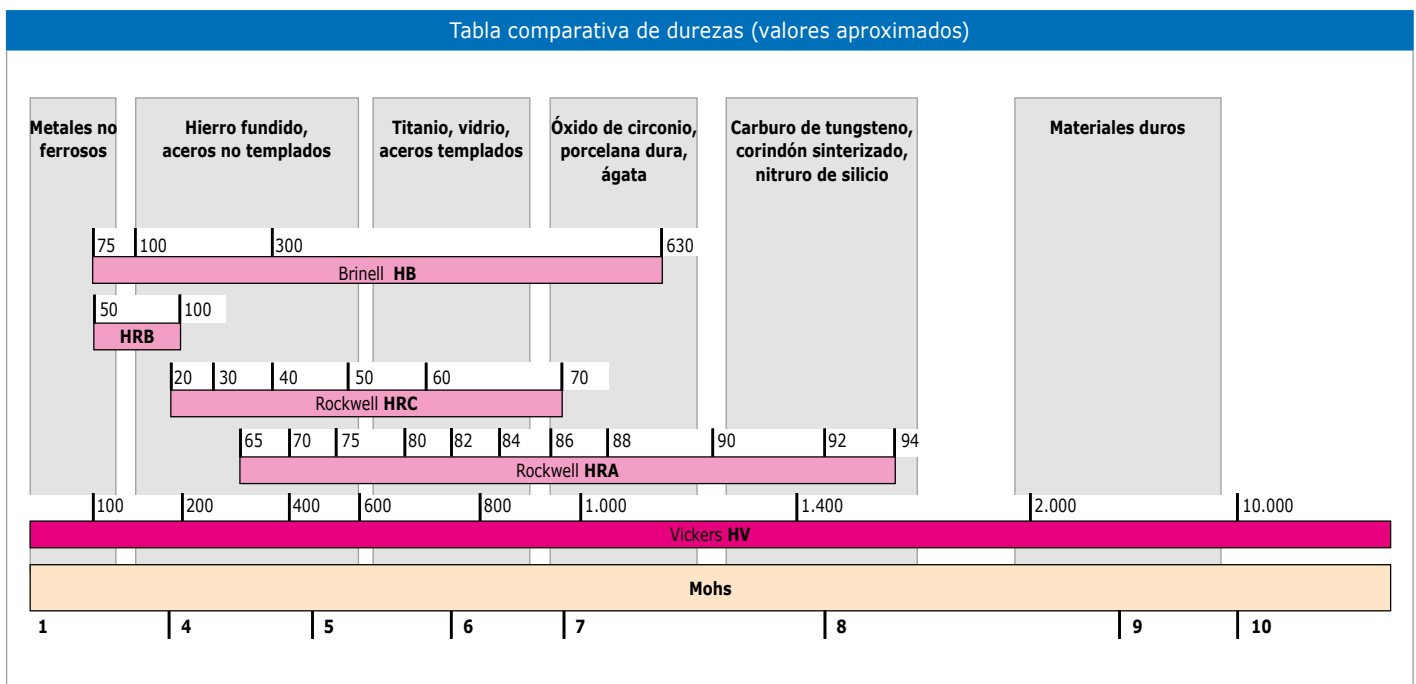 Tabla comparativa de durezas (valores aproximados)
Metales no
ferrosos
Hierro fundido,
aceros no templados
Titanio, vidrio,
aceros templados
Óxido de circonio,
porcelana dura,
ágata
Carburo de tungsteno,
corindón sinterizado,
nitruro de silicio
Materiales duros
75 100 300 630
Brinell HB
50 100
HRB
20 30 40 50 60 70
Rockwell HRC
65 70 75 80 82 84 86 88 90 92 94
Rockwell HRA
100 200 400 600 800 1.000 1.400 2.000 10.000
Vickers HV
Mohs
1 4 5 6 7 8 9 10